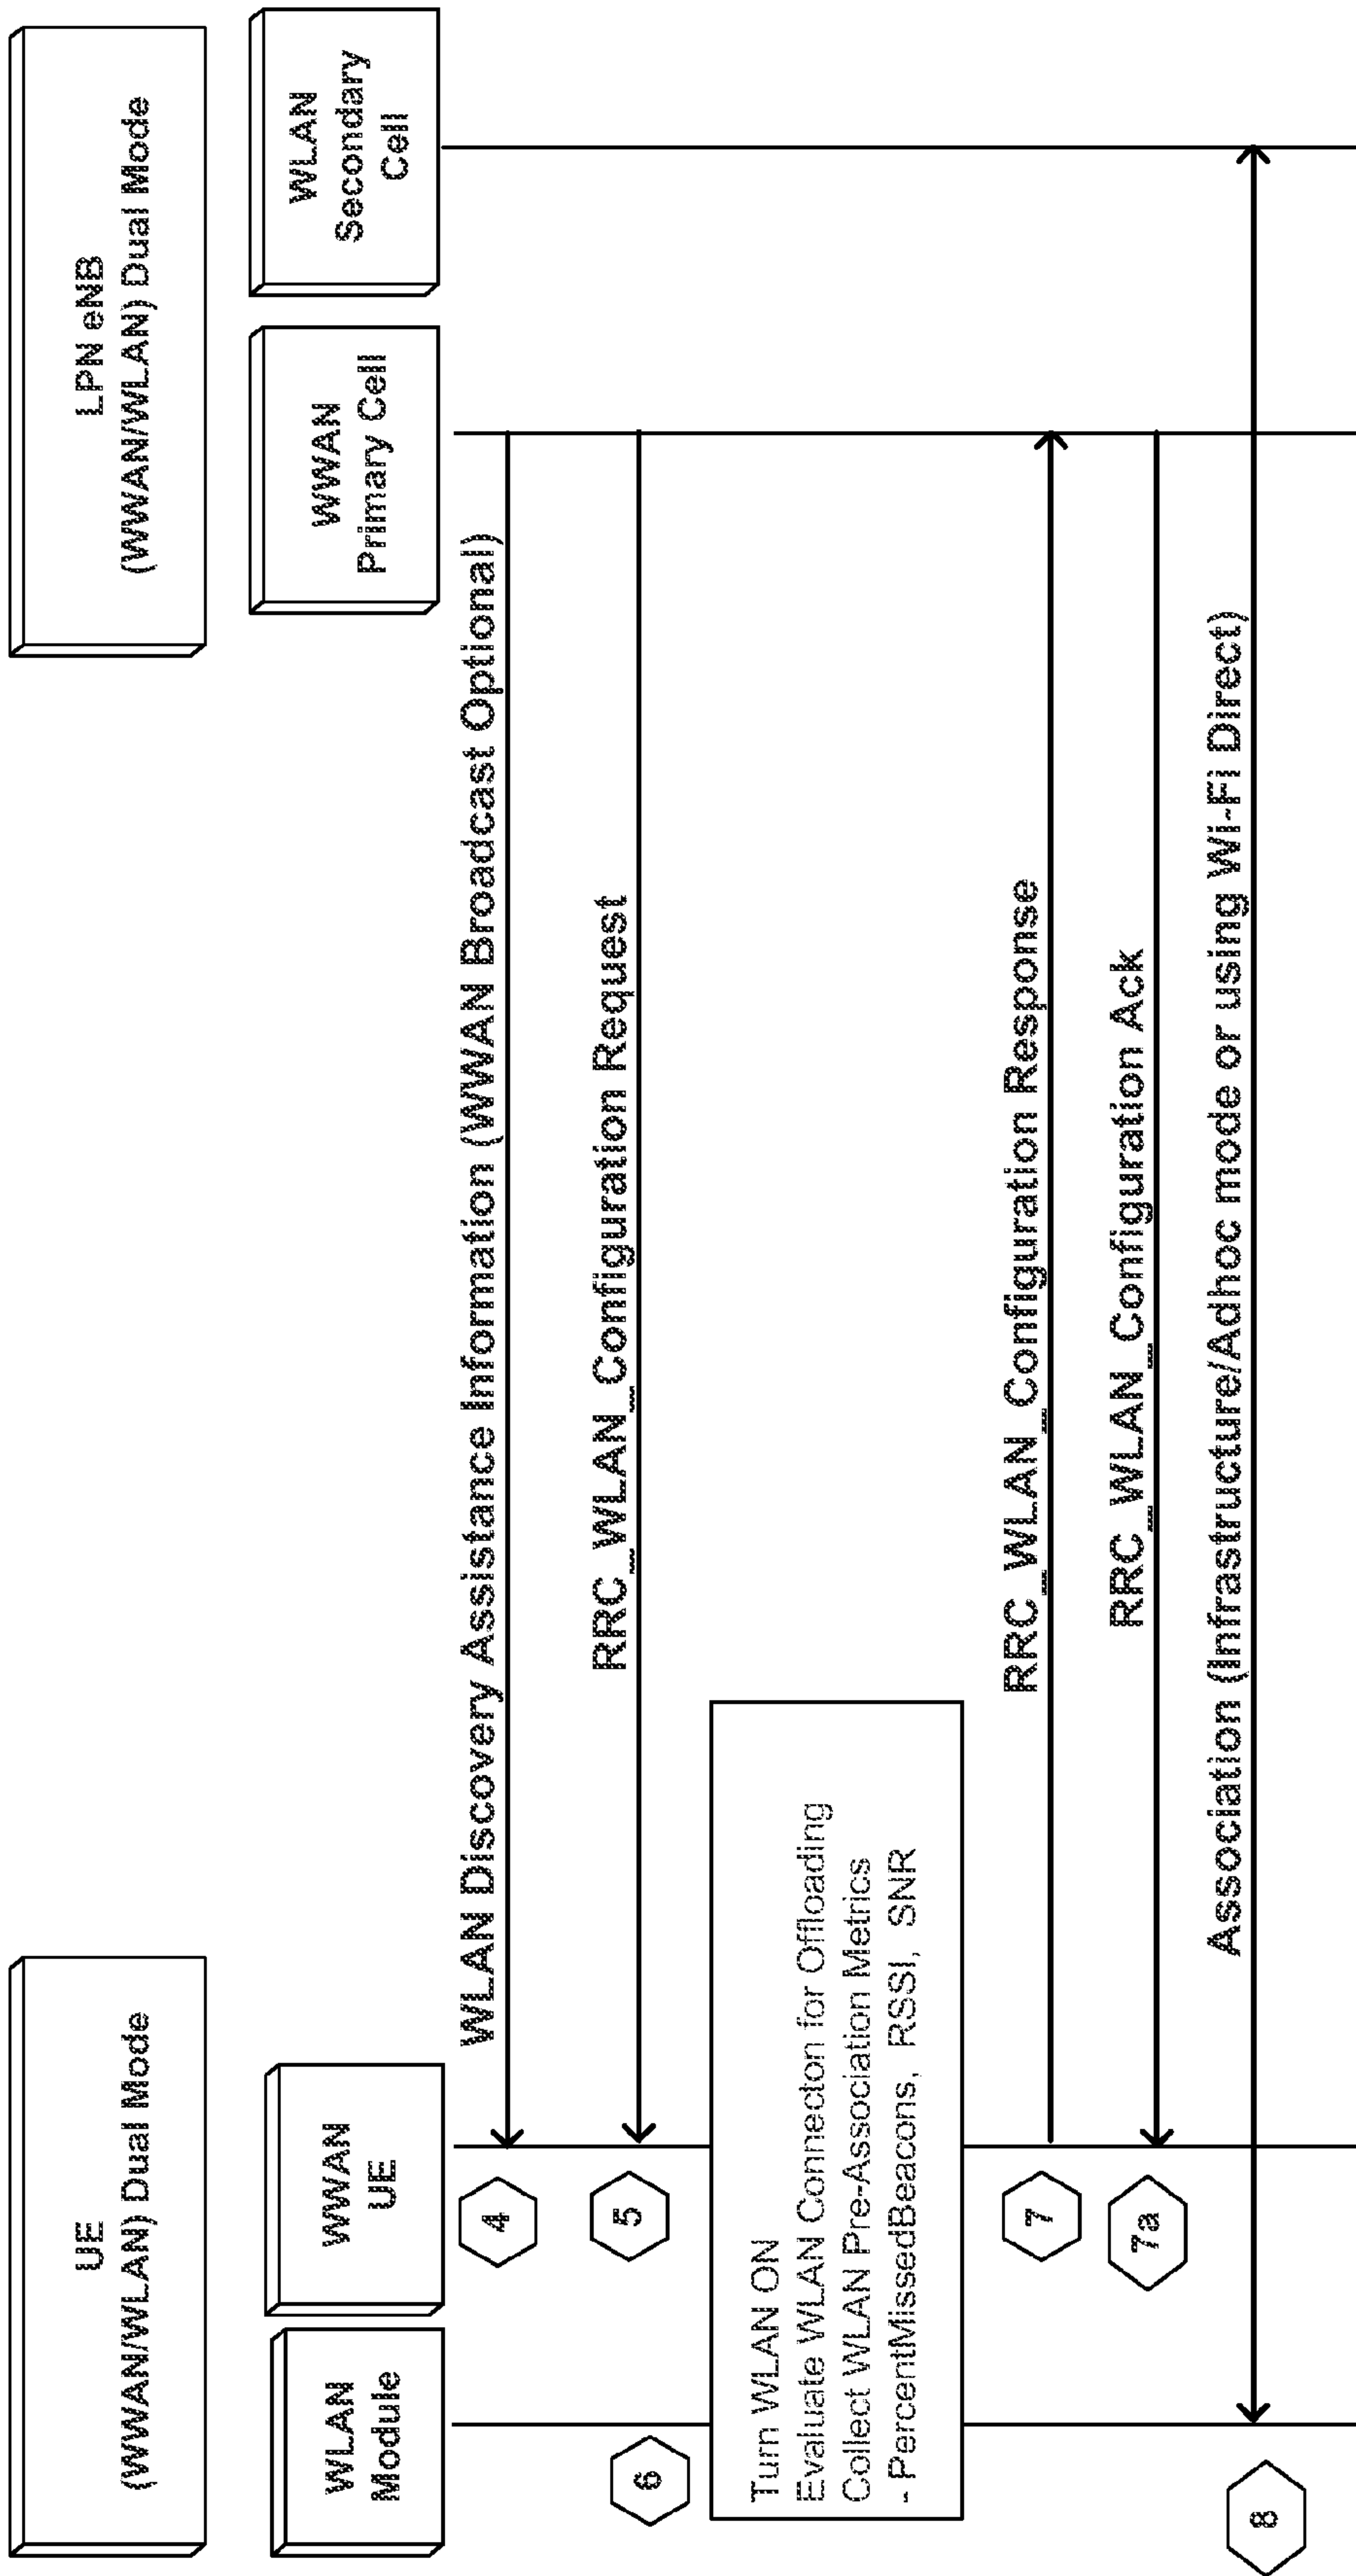 UE
(WWAN/WLAN) Dual Mode
LPN eNB
(WWAN/WLAN) Dual Mode
WLAN
Module
WWAN
UE
WWAN
Primary Cell
WLAN
Secondary
Cell
4
WLAN Discovery Assistance Information (WWAN Broadcast Optional)
5
RRC_WLAN_Configuration Request
6
Turn WLAN ON
Evaluate WLAN Connecton for Offloading
Collect WLAN Pre-Association Metrics
- PercentMissedBeacons, RSSI, SNR
7
RRC_WLAN_Configuration Response
7a
RRC_WLAN_Configuration Ack
8
Association (Infrastructure/Adhoc mode or using Wi-Fi Direct)